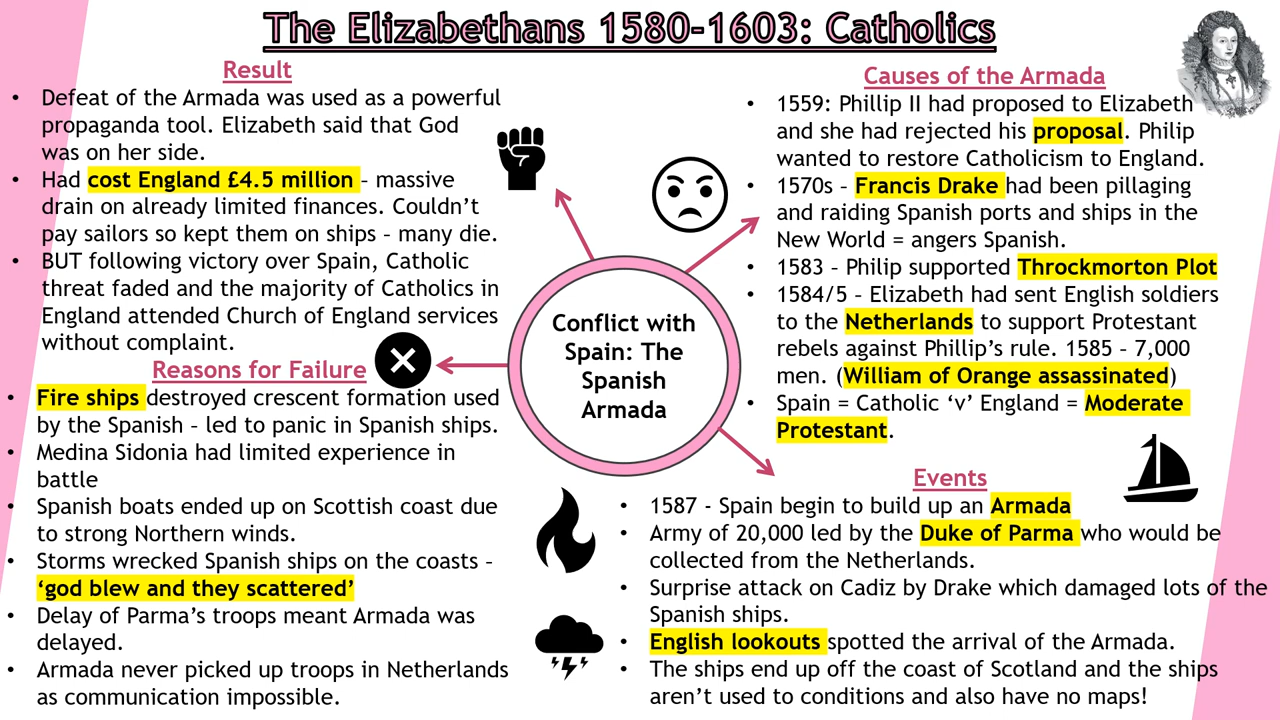 The Elizabethans 1580-1603: Catholics
Result
• Defeat of the Armada was used as a powerful
propaganda tool. Elizabeth said that God
was on her side.
• Had cost England £4.5 million – massive
drain on already limited finances. Couldn’t
pay sailors so kept them on ships – many die.
• BUT following victory over Spain, Catholic
threat faded and the majority of Catholics in
England attended Church of England services
without complaint.
Reasons for Failure
• Fire ships destroyed crescent formation used
by the Spanish – led to panic in Spanish ships.
• Medina Sidonia had limited experience in
battle
• Spanish boats ended up on Scottish coast due
to strong Northern winds.
• Storms wrecked Spanish ships on the coasts –
‘god blew and they scattered’
• Delay of Parma’s troops meant Armada was
delayed.
• Armada never picked up troops in Netherlands
as communication impossible.
Conflict with
Spain: The
Spanish
Armada
Causes of the Armada
• 1559: Phillip II had proposed to Elizabeth
and she had rejected his proposal. Philip
wanted to restore Catholicism to England.
• 1570s – Francis Drake had been pillaging
and raiding Spanish ports and ships in the
New World = angers Spanish.
• 1583 – Philip supported Throckmorton Plot
• 1584/5 – Elizabeth had sent English soldiers
to the Netherlands to support Protestant
rebels against Phillip’s rule. 1585 - 7,000
men. (William of Orange assassinated)
• Spain = Catholic ‘v’ England = Moderate
Protestant.
Events
• 1587 - Spain begin to build up an Armada
• Army of 20,000 led by the Duke of Parma who would be
collected from the Netherlands.
• Surprise attack on Cadiz by Drake which damaged lots of the
Spanish ships.
• English lookouts spotted the arrival of the Armada.
• The ships end up off the coast of Scotland and the ships
aren’t used to conditions and also have no maps!